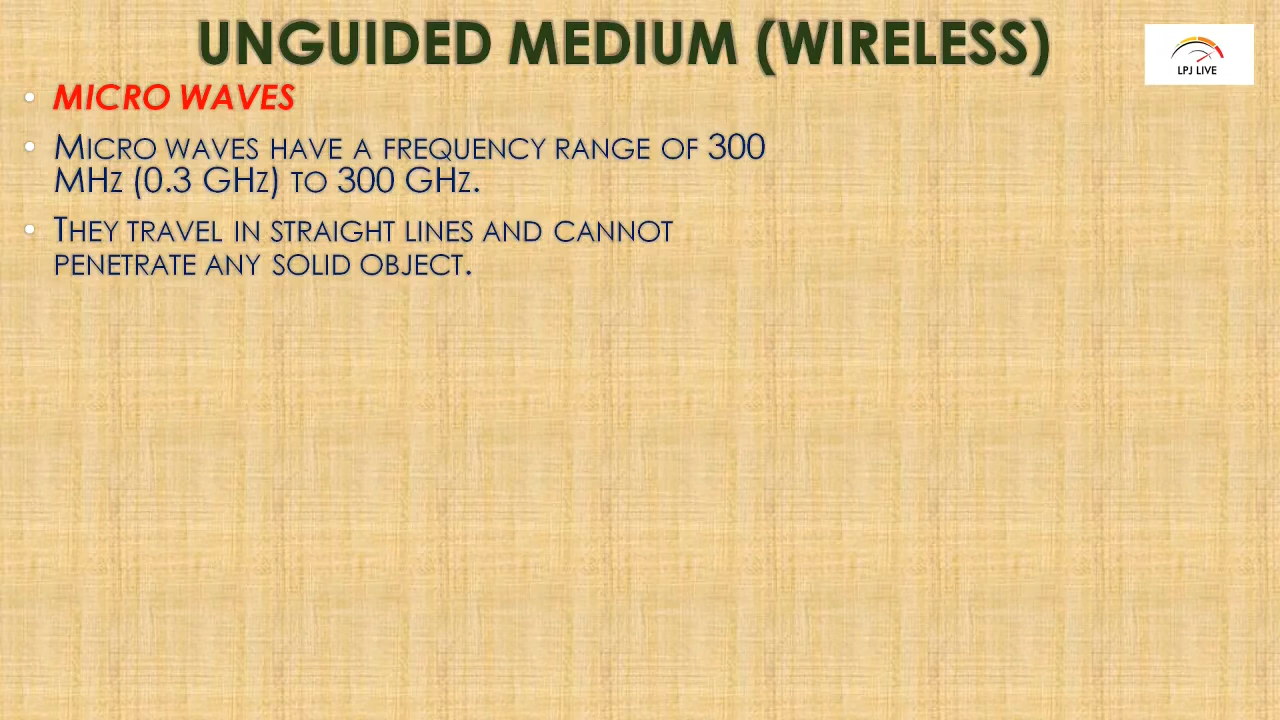 UNGUIDED MEDIUM (WIRELESS)
LPJ LIVE
• MICRO WAVES
• MICRO WAVES HAVE A FREQUENCY RANGE OF 300
MHZ (0.3 GHZ) TO 300 GHZ.
• THEY TRAVEL IN STRAIGHT LINES AND CANNOT
PENETRATE ANY SOLID OBJECT.